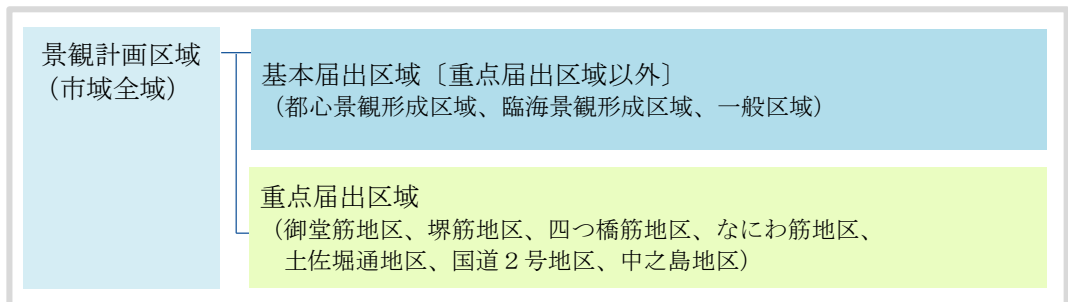 景観計画区域
（市域全域）
基本届出区域〔重点届出区域以外〕
（都心景観形成区域、臨海景観形成区域、一般区域）
重点届出区域
（御堂筋地区、堺筋地区、四つ橋筋地区、なにわ筋地区、
土佐堀通地区、国道２号地区、中之島地区）